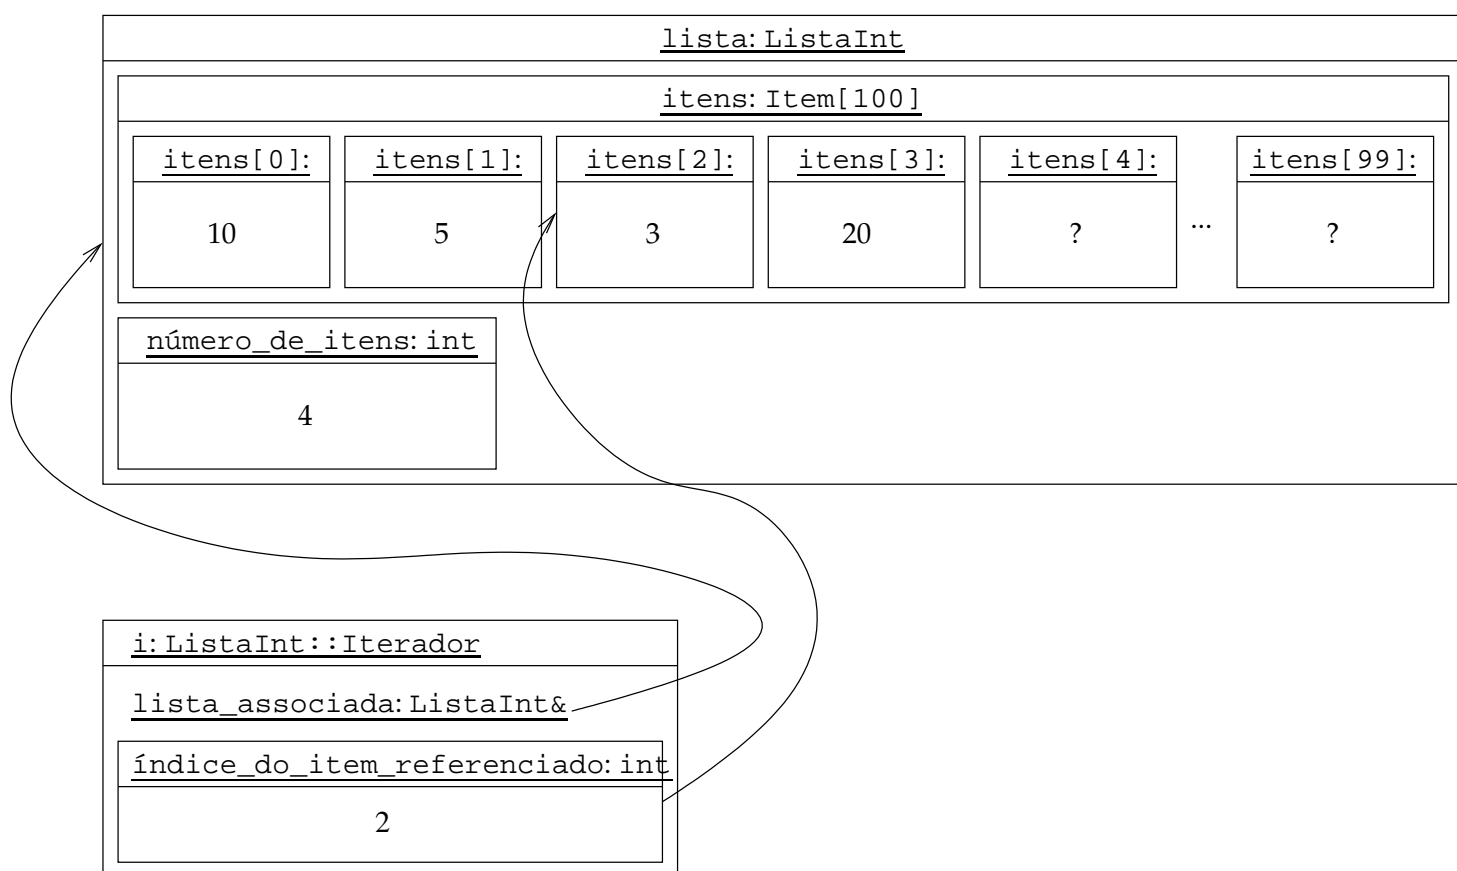 lista: ListaInt
itens: Item[100]
itens[0]: itens[1]: itens[2]: itens[3]: itens[4]: itens[99]:
10 5 3 20 ? ... ?
número_de_itens: int
4
i: ListaInt::Iterador
lista_associada: ListaInt&
índice_do_item_referenciado: int
2